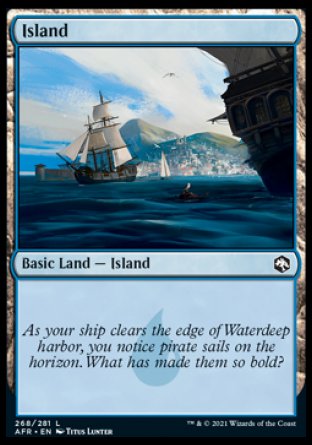 Island
Basic Land — Island
As your ship clears the edge of Waterdeep
harbor, you notice pirate sails on the
horizon. What has made them so bold?
268/281 L
AFR • EN Titus Lunter
™ & © 2021 Wizards of the Coast